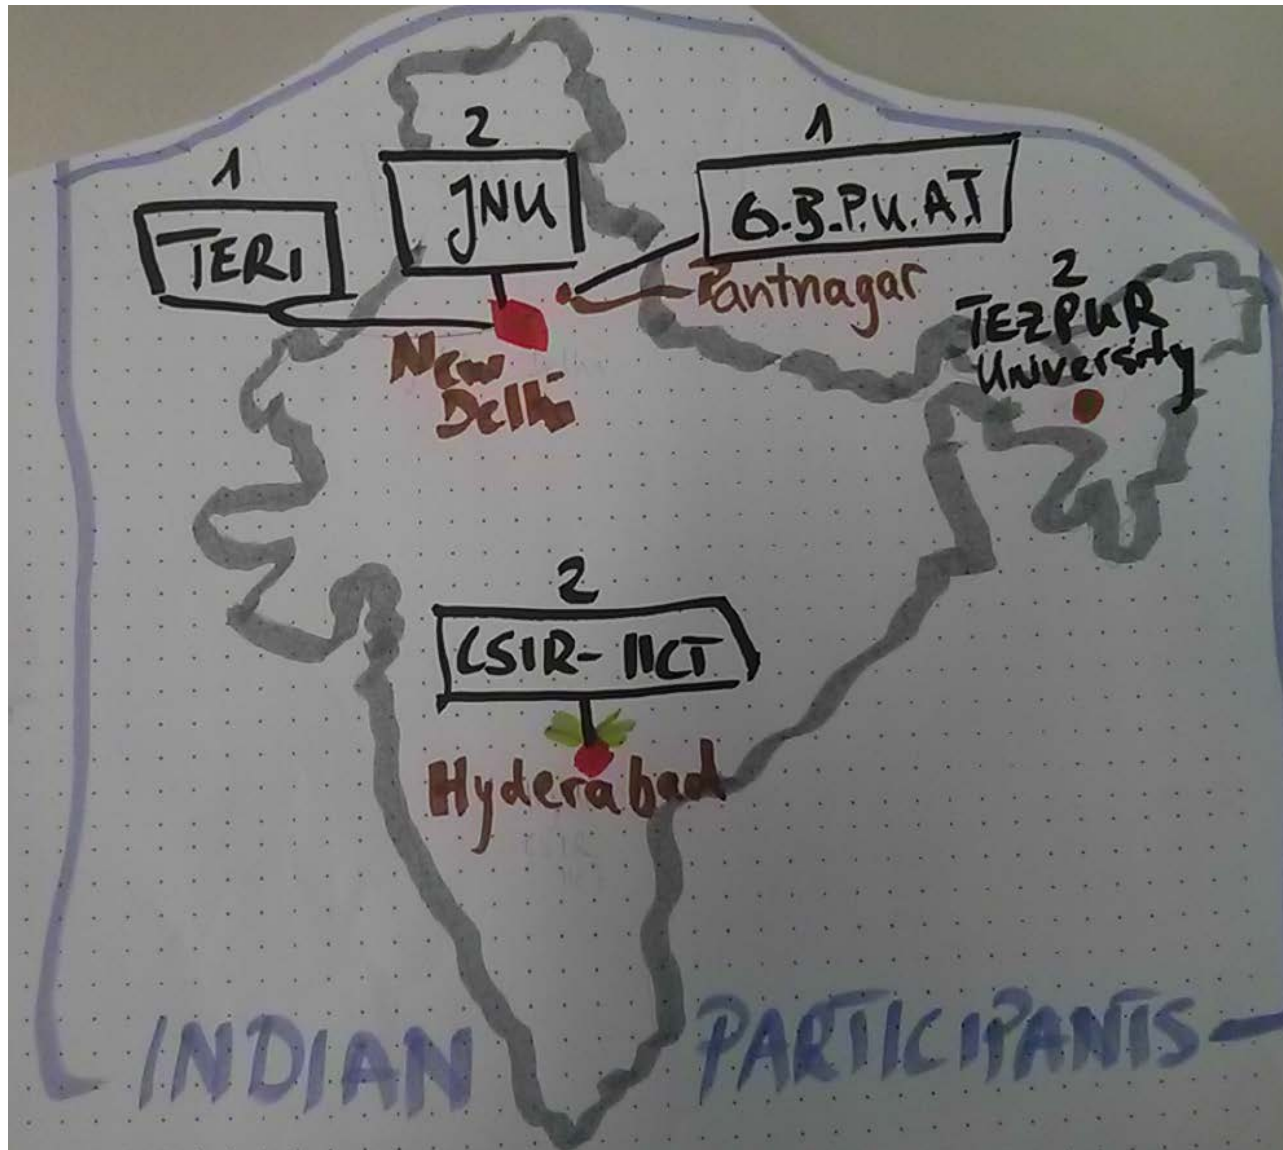 2
1
1
JNU
G.B.P.U.A.T
TERI
Pantnagar
2
TEZPUR
University
New
Delhi
2
CSIR-IICT
Hyderabad
INDIAN PARTICIPANTS